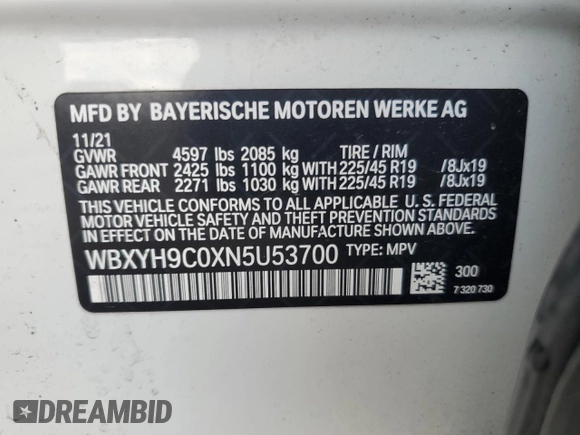 MFD BY BAYERISCHE MOTOREN WERKE AG
11/21
GVWR 4597 lbs 2085 kg TIRE / RIM
GAWR FRONT 2425 lbs 1100 kg WITH 225/45 R19 /8Jx19
GAWR REAR 2271 lbs 1030 kg WITH 225/45 R19 /8Jx19
THIS VEHICLE CONFORMS TO ALL APPLICABLE U. S. FEDERAL
MOTOR VEHICLE SAFETY AND THEFT PREVENTION STANDARDS
IN EFFECT ON THE DATE OF MANUFACTURE SHOWN ABOVE.
WBXYH9C0XN5U53700 TYPE: MPV
300
7 320 730
DREAMBID